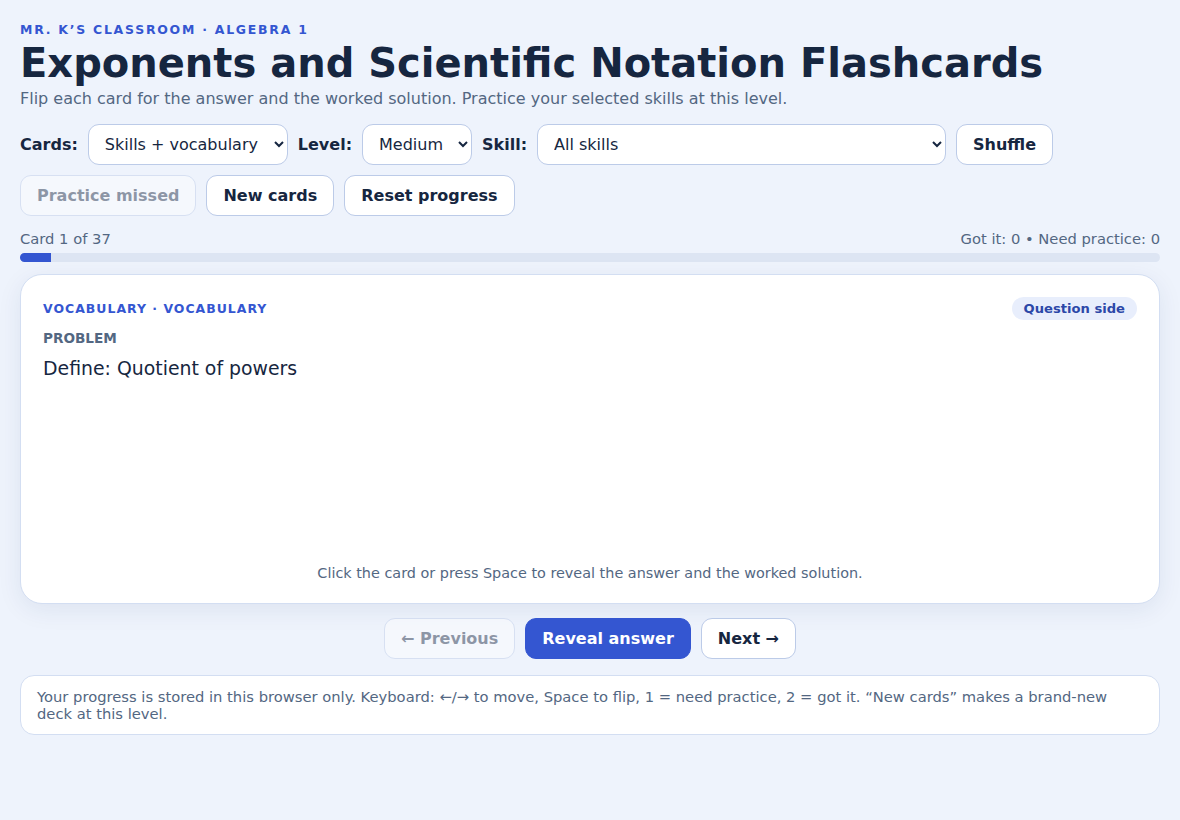 MR. K’S CLASSROOM · ALGEBRA 1
Exponents and Scientific Notation Flashcards
Flip each card for the answer and the worked solution. Practice your selected skills at this level.
Cards: Skills + vocabulary Level: Medium Skill: All skills Shuffle
Practice missed New cards Reset progress
Card 1 of 37 Got it: 0 • Need practice: 0
VOCABULARY · VOCABULARY Question side
PROBLEM
Define: Quotient of powers
Click the card or press Space to reveal the answer and the worked solution.
← Previous Reveal answer Next →
Your progress is stored in this browser only. Keyboard: ←/→ to move, Space to flip, 1 = need practice, 2 = got it. “New cards” makes a brand-new
deck at this level.